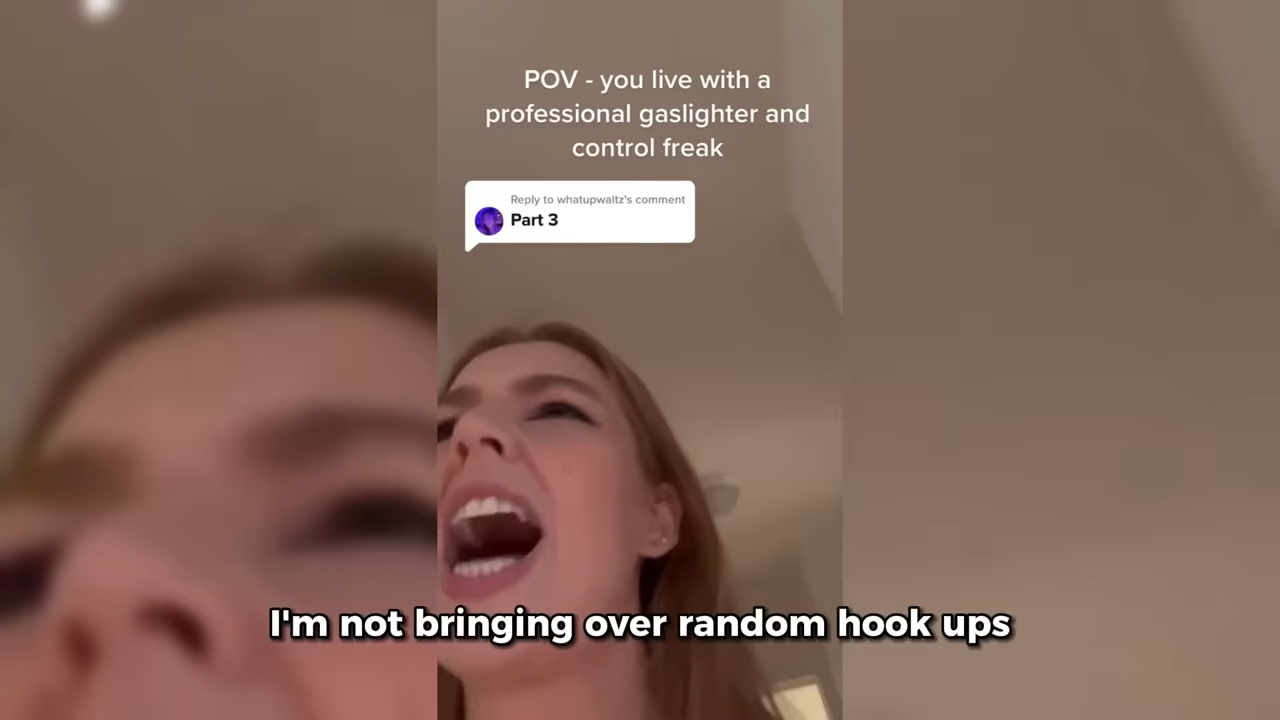 POV - you live with a
professional gaslighter and
control freak
Reply to whatupwaltz's comment
Part 3
I'm not bringing over random hook ups